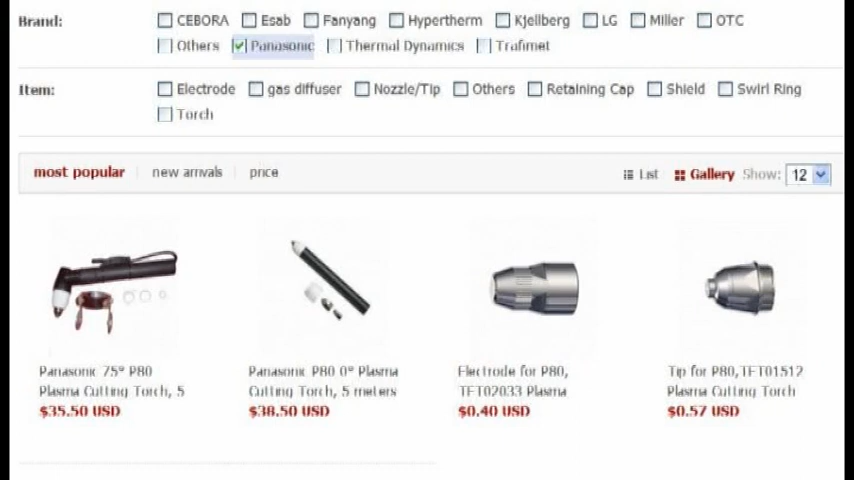 Brand: CEBORA Esab Fanyang Hypertherm Kjellberg LG Miller OTC
Others Panasonic Thermal Dynamics Trafimet
Item: Electrode gas diffuser Nozzle/Tip Others Retaining Cap Shield Swirl Ring
Torch
most popular new arrivals price List Gallery Show: 12
Panasonic 75° P80 Panasonic P80 0° Plasma Electrode for P80, Tip for P80,TET01512
Plasma Cutting Torch, 5 Cutting Torch, 5 meters TET02033 Plasma Plasma Cutting Torch
$35.50 USD $38.50 USD $0.40 USD $0.57 USD